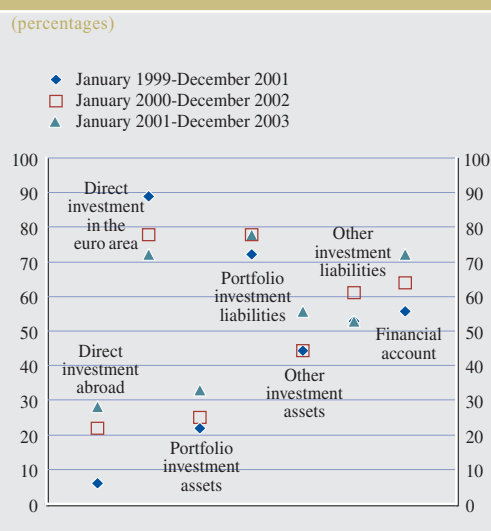 (percentages)
January 1999-December 2001
January 2000-December 2002
January 2001-December 2003
100
90
80
70
60
50
40
30
20
10
0
100
90
80
70
60
50
40
30
20
10
0
Direct
investment
in the
euro area
Other
investment
liabilities
Portfolio
investment
liabilities
Financial
account
Direct
investment
abroad
Other
investment
assets
Portfolio
investment
assets